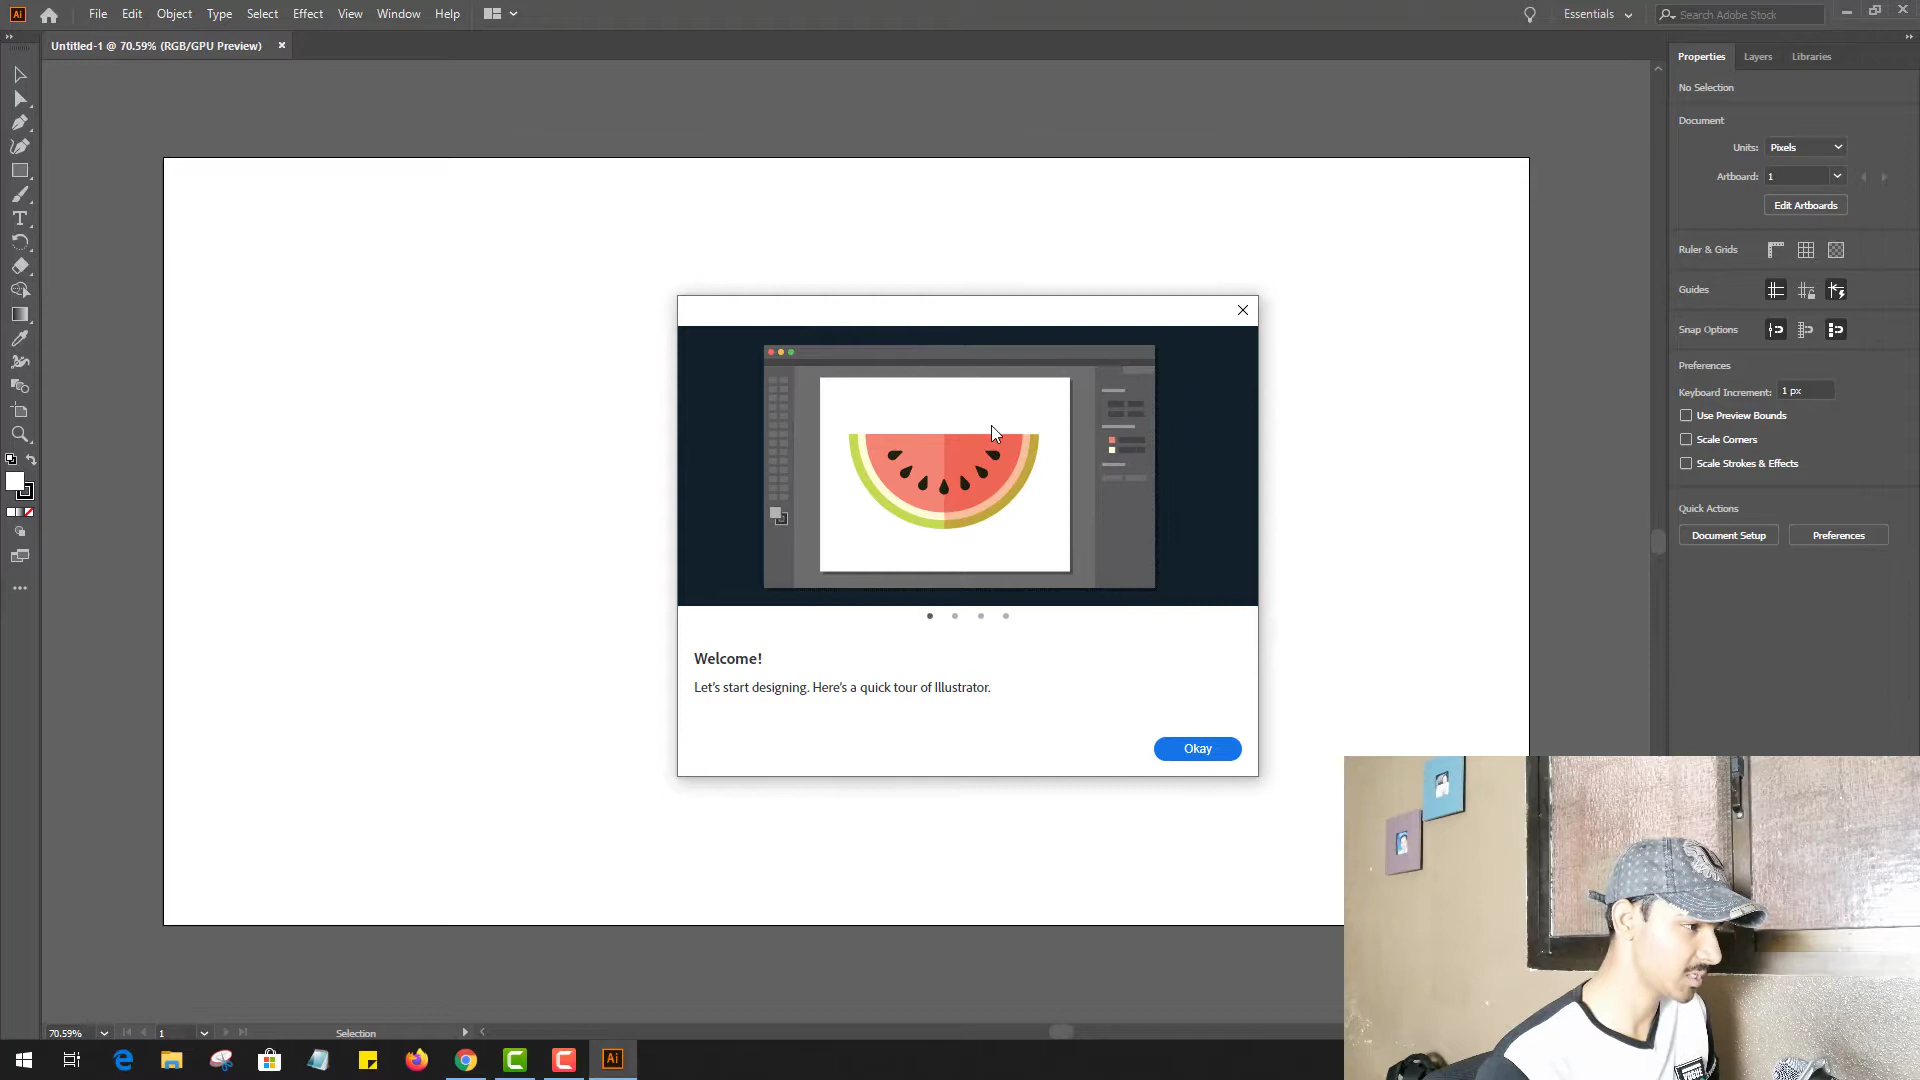 Ai File Edit Object Type Select Effect View Window Help Essentials Search Adobe Stock
Untitled-1 @ 70.59% (RGB/GPU Preview) ×
Properties Layers Libraries
No Selection
Document
Units: Pixels
Artboard: 1
Edit Artboards
Ruler & Grids
Guides
Snap Options
Preferences
Keyboard Increment: 1 px
Use Preview Bounds
Scale Corners
Scale Strokes & Effects
Quick Actions
Document Setup Preferences
Welcome!
Let's start designing. Here's a quick tour of Illustrator.
Okay
70.59% 1 Selection
Ai
VOGUE